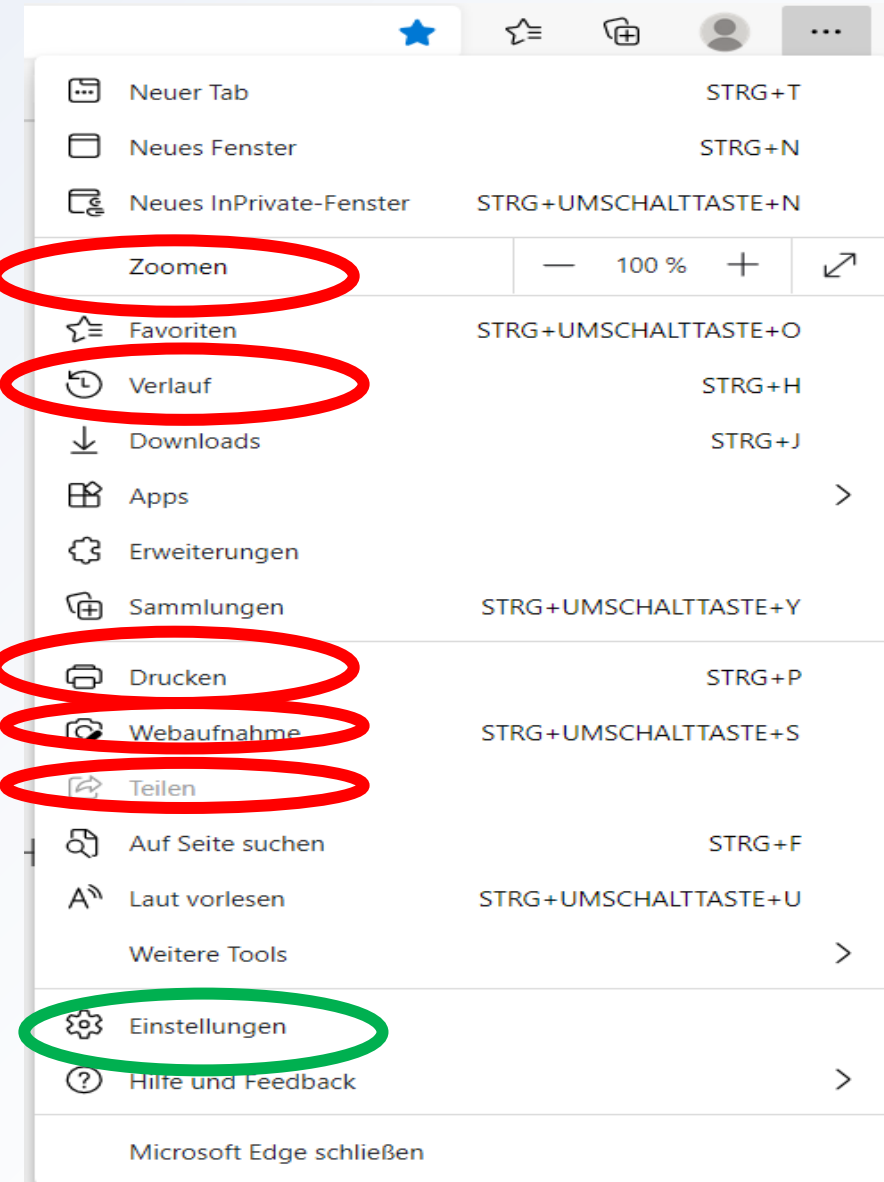 Neuer Tab STRG+T
Neues Fenster STRG+N
Neues InPrivate-Fenster STRG+UMSCHALTTASTE+N
Zoomen — 100 % +
Favoriten STRG+UMSCHALTTASTE+O
Verlauf STRG+H
Downloads STRG+J
Apps
Erweiterungen
Sammlungen STRG+UMSCHALTTASTE+Y
Drucken STRG+P
Webaufnahme STRG+UMSCHALTTASTE+S
Teilen
Auf Seite suchen STRG+F
Laut vorlesen STRG+UMSCHALTTASTE+U
Weitere Tools
Einstellungen
Hilfe und Feedback
Microsoft Edge schließen